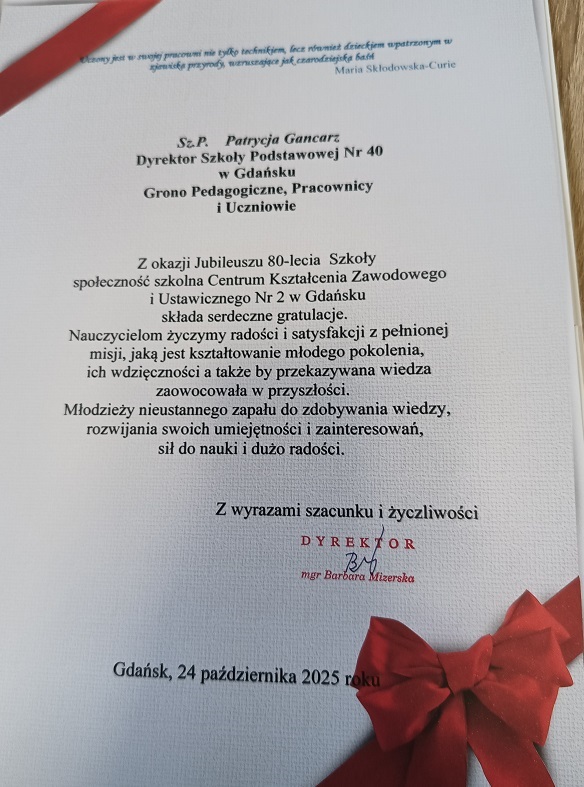 Uczony jest w swojej pracowni nie tylko technikiem, lecz również dzieckiem wpatrzonym w
zjawiska przyrody, wzruszające jak czarodziejska baśń
Maria Skłodowska-Curie
Sz.P. Patrycja Gancarz
Dyrektor Szkoły Podstawowej Nr 40
w Gdańsku
Grono Pedagogiczne, Pracownicy
i Uczniowie
Z okazji Jubileuszu 80-lecia Szkoły
społeczność szkolna Centrum Kształcenia Zawodowego
i Ustawicznego Nr 2 w Gdańsku
składa serdeczne gratulacje.
Nauczycielom życzymy radości i satysfakcji z pełnionej
misji, jaką jest kształtowanie młodego pokolenia,
ich wdzięczności a także by przekazywana wiedza
zaowocowała w przyszłości.
Młodzieży nieustannego zapału do zdobywania wiedzy,
rozwijania swoich umiejętności i zainteresowań,
sił do nauki i dużo radości.
Z wyrazami szacunku i życzliwości
DYREKTOR
mgr Barbara Mizerska
Gdańsk, 24 października 2025 roku